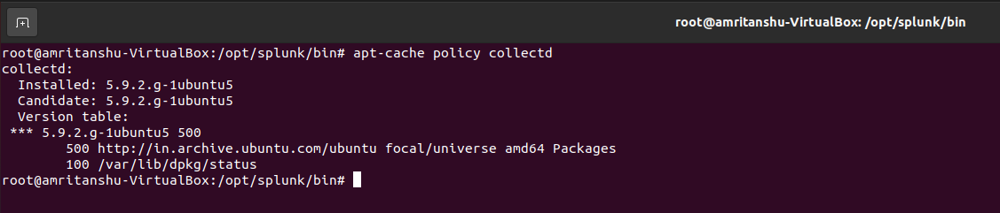 root@amritanshu-VirtualBox: /opt/splunk/bin
root@amritanshu-VirtualBox:/opt/splunk/bin# apt-cache policy collectd
collectd:
  Installed: 5.9.2.g-1ubuntu5
  Candidate: 5.9.2.g-1ubuntu5
  Version table:
 *** 5.9.2.g-1ubuntu5 500
        500 http://in.archive.ubuntu.com/ubuntu focal/universe amd64 Packages
        100 /var/lib/dpkg/status
root@amritanshu-VirtualBox:/opt/splunk/bin#